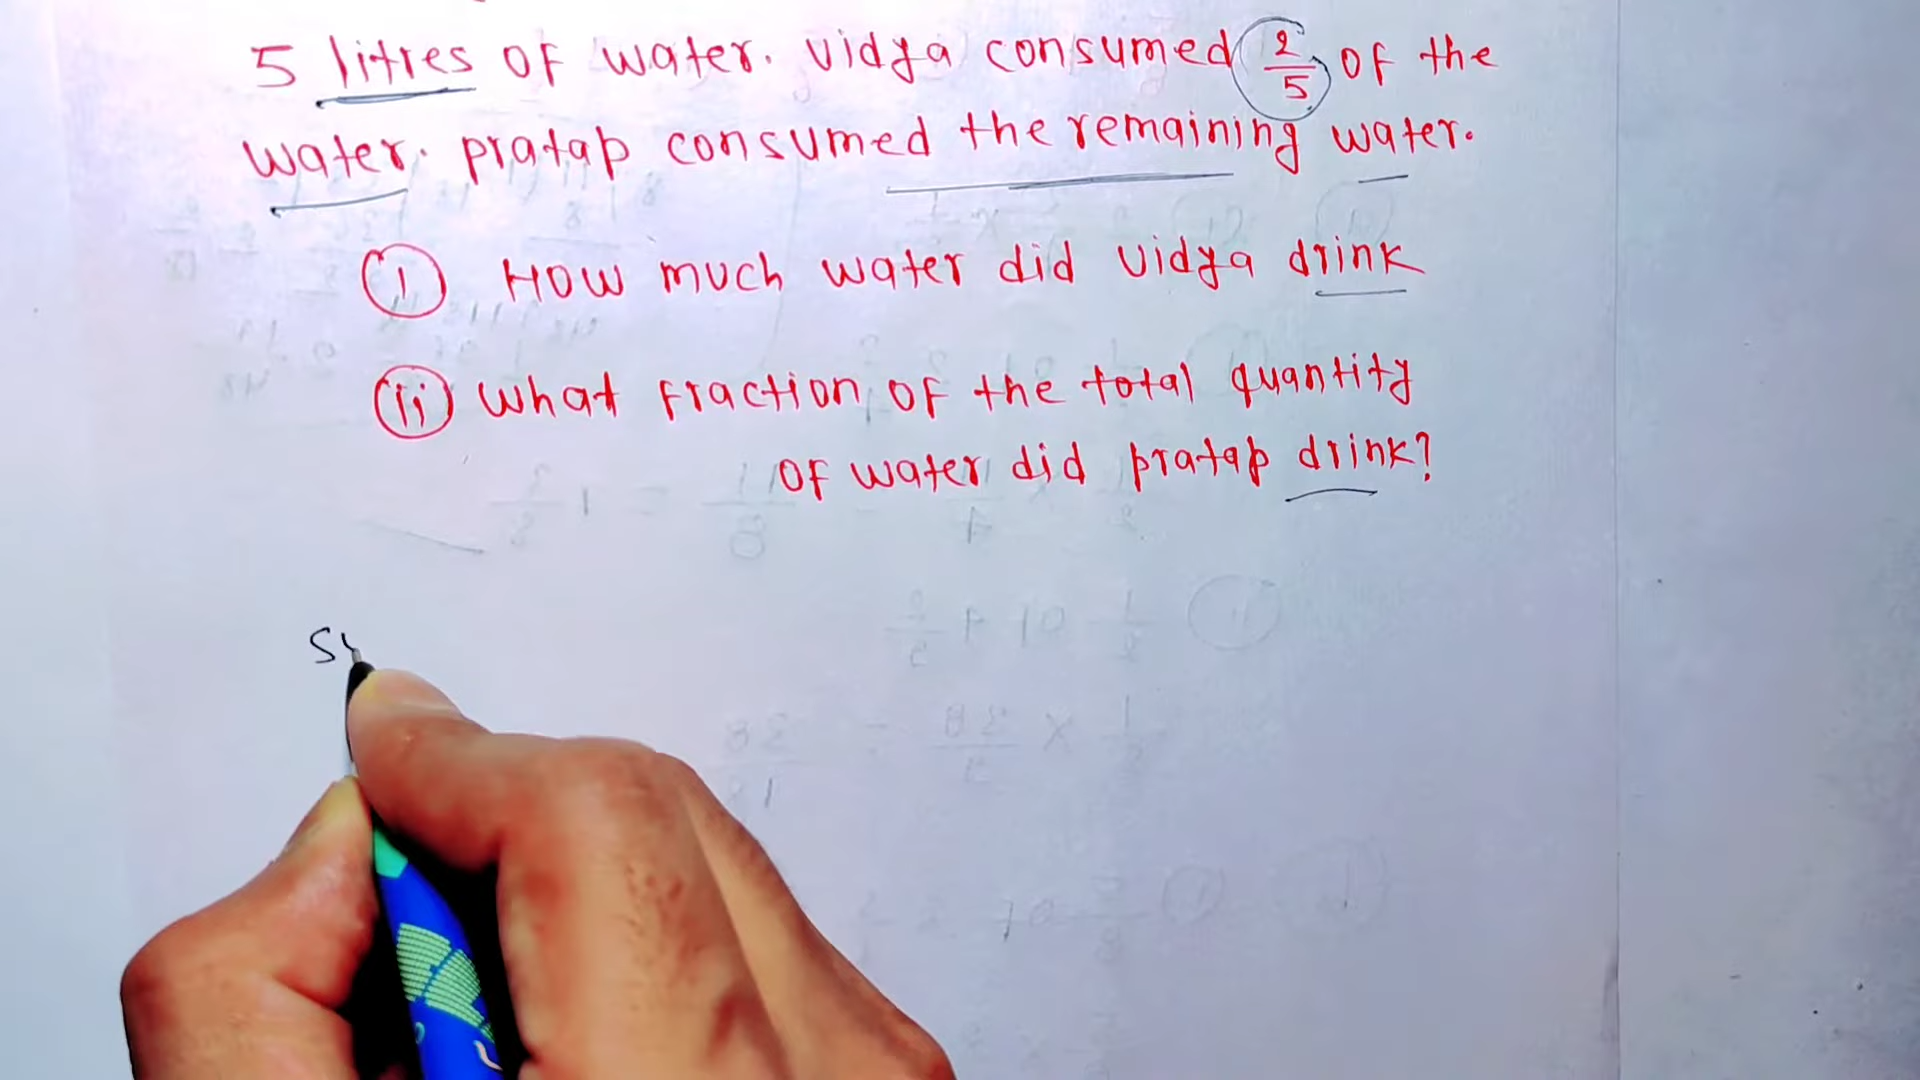 5 litres of water. Vidya consumed 2/5 of the
water. pratap consumed the remaining water.
(i) How much water did Vidya drink
(ii) What fraction of the total quantity
of water did pratap drink?